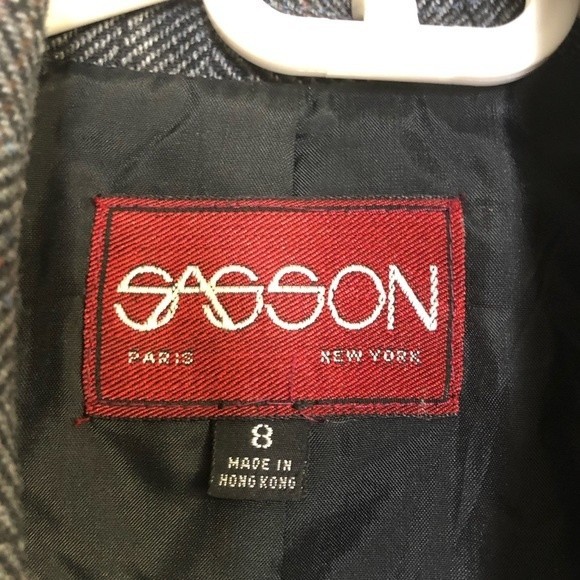 SASSON
PARIS NEW YORK
8
MADE IN
HONG KONG